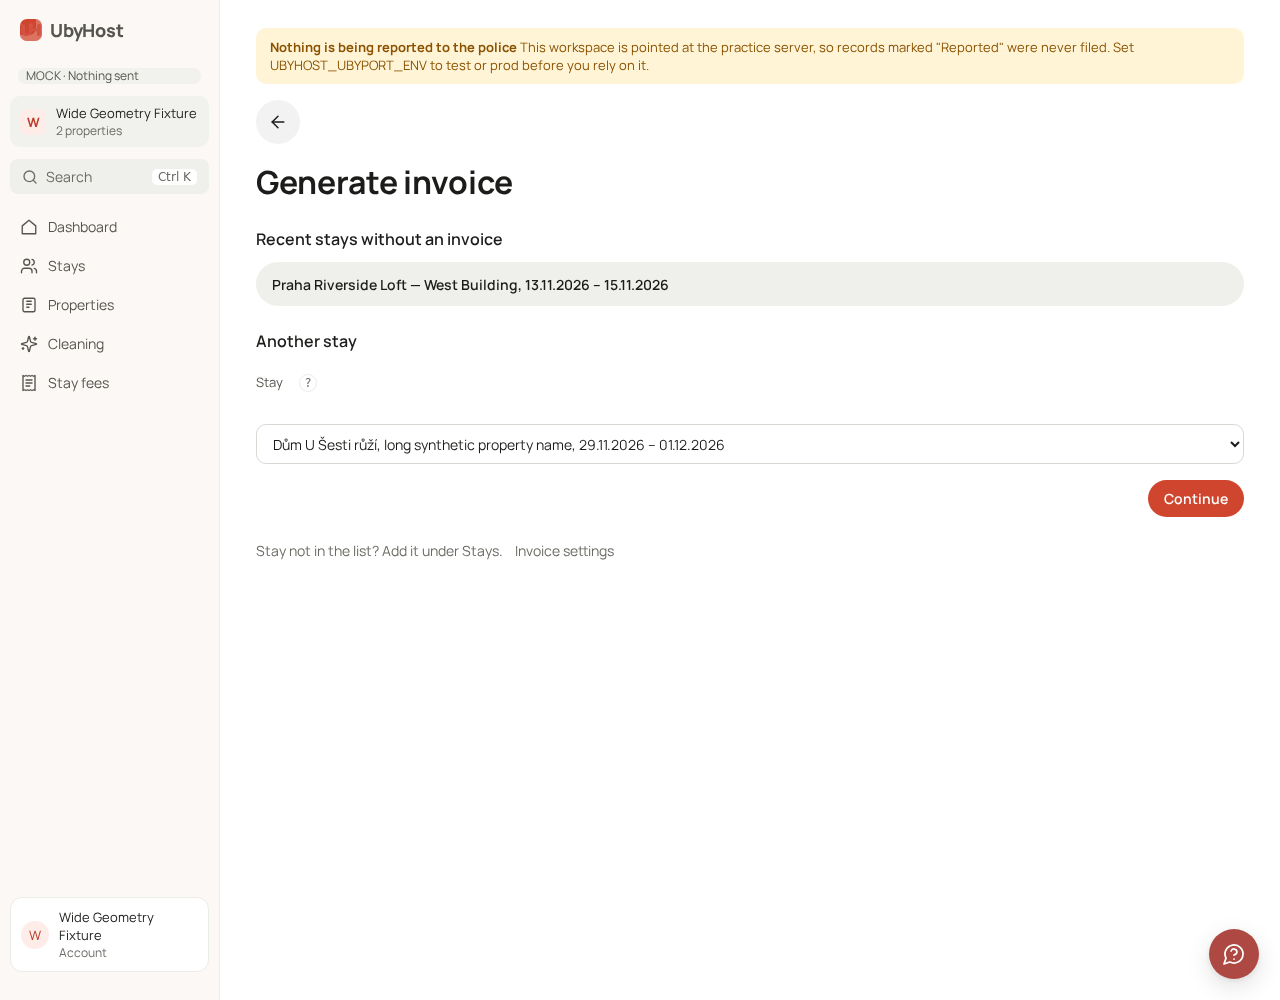 UbyHost
MOCK · Nothing sent
W
Wide Geometry Fixture
2 properties
Search
Ctrl K
Dashboard
Stays
Properties
Cleaning
Stay fees
W
Wide Geometry
Fixture
Account
Nothing is being reported to the police This workspace is pointed at the practice server, so records marked "Reported" were never filed. Set
UBYHOST_UBYPORT_ENV to test or prod before you rely on it.
Generate invoice
Recent stays without an invoice
Praha Riverside Loft — West Building, 13.11.2026 – 15.11.2026
Another stay
Stay ?
Dům U Šesti růží, long synthetic property name, 29.11.2026 – 01.12.2026
Continue
Stay not in the list? Add it under Stays. Invoice settings